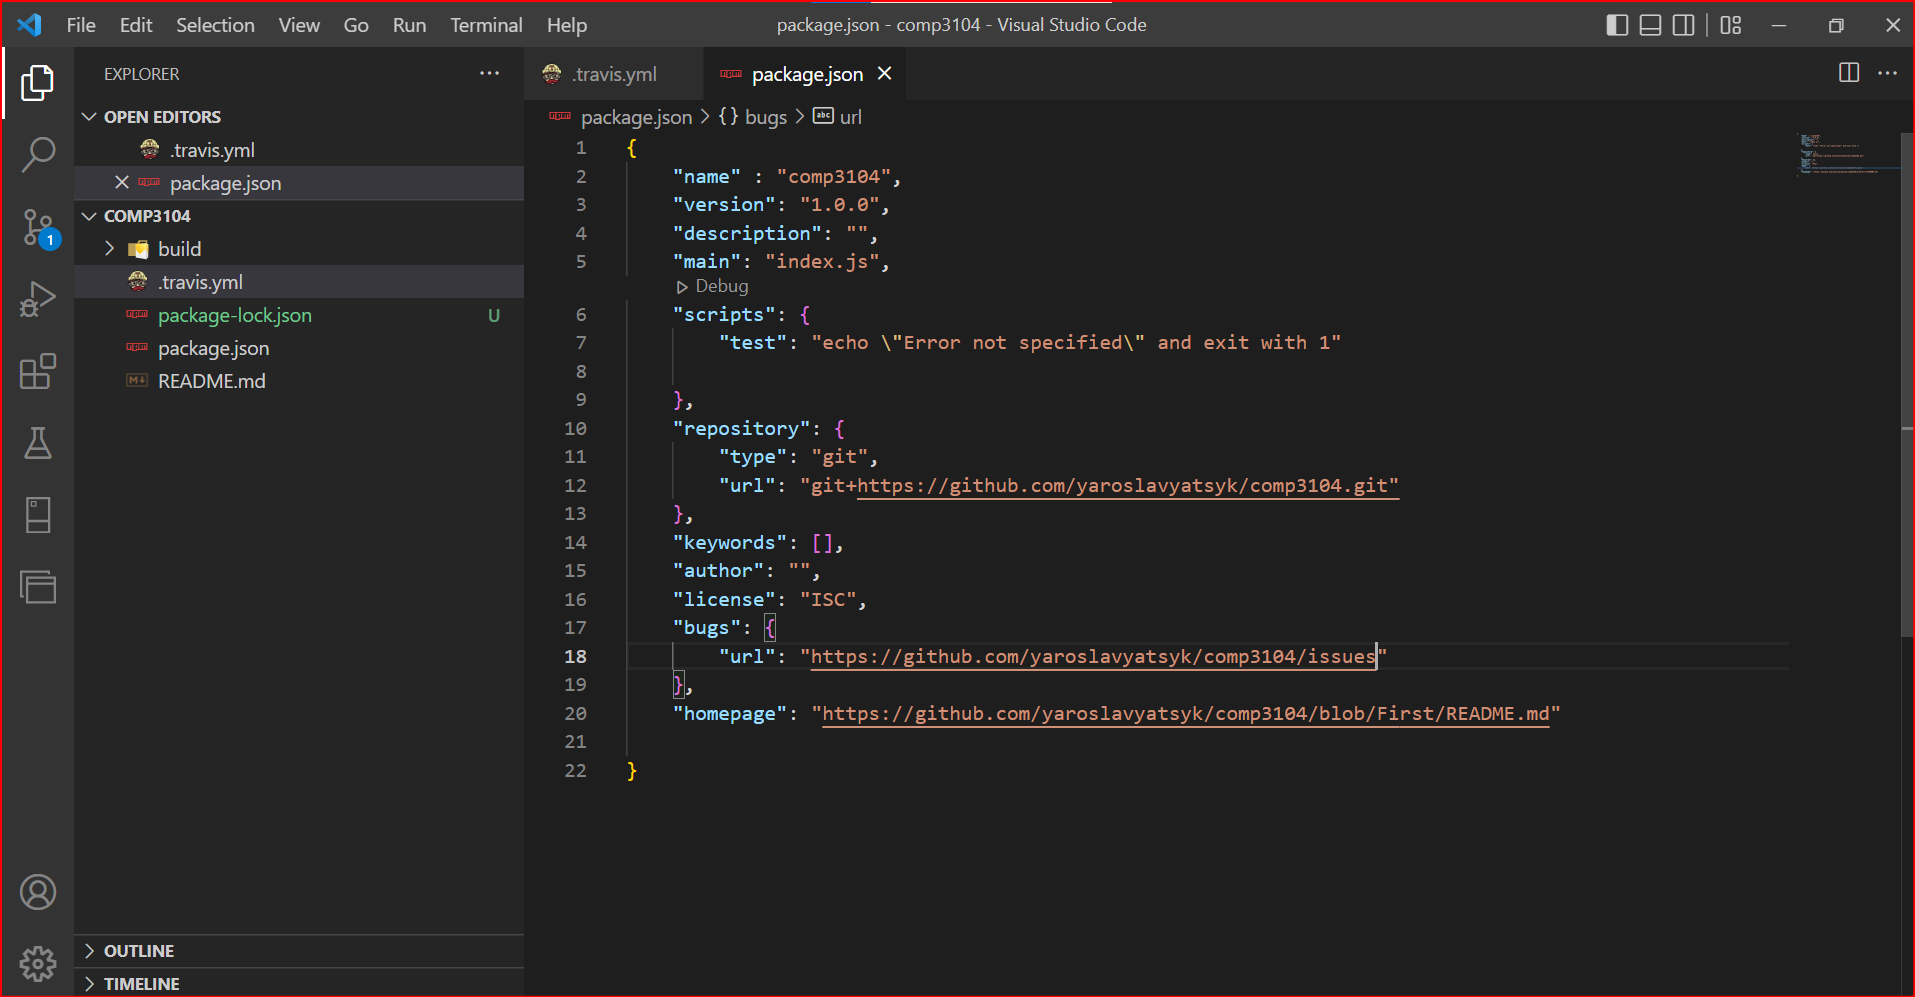 File Edit Selection View Go Run Terminal Help package.json - comp3104 - Visual Studio Code
EXPLORER
OPEN EDITORS
.travis.yml
package.json
COMP3104
build
.travis.yml
package-lock.json U
package.json
README.md
1
OUTLINE
TIMELINE
.travis.yml package.json
package.json > {} bugs > abc url
1 {
2 "name" : "comp3104",
3 "version": "1.0.0",
4 "description": "",
5 "main": "index.js",
Debug
6 "scripts": {
7 "test": "echo \"Error not specified\" and exit with 1"
8
9 },
10 "repository": {
11 "type": "git",
12 "url": "git+https://github.com/yaroslavyatsyk/comp3104.git"
13 },
14 "keywords": [],
15 "author": "",
16 "license": "ISC",
17 "bugs": {
18 "url": "https://github.com/yaroslavyatsyk/comp3104/issues"
19 },
20 "homepage": "https://github.com/yaroslavyatsyk/comp3104/blob/First/README.md"
21
22 }